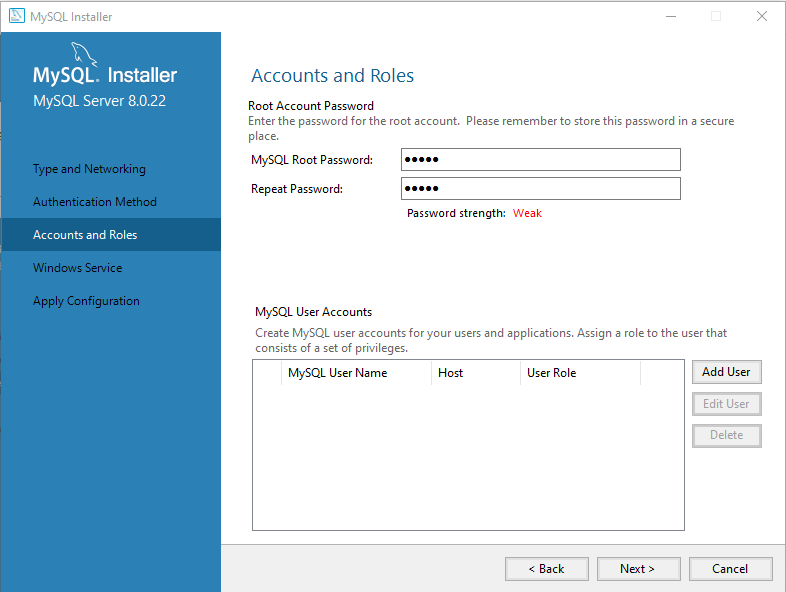 MySQL Installer
MySQL. Installer
MySQL Server 8.0.22
Type and Networking
Authentication Method
Accounts and Roles
Windows Service
Apply Configuration
Accounts and Roles
Root Account Password
Enter the password for the root account. Please remember to store this password in a secure
place.
MySQL Root Password: ●●●●●
Repeat Password: ●●●●●
Password strength: Weak
MySQL User Accounts
Create MySQL user accounts for your users and applications. Assign a role to the user that
consists of a set of privileges.
MySQL User Name Host User Role
Add User
Edit User
Delete
< Back Next > Cancel